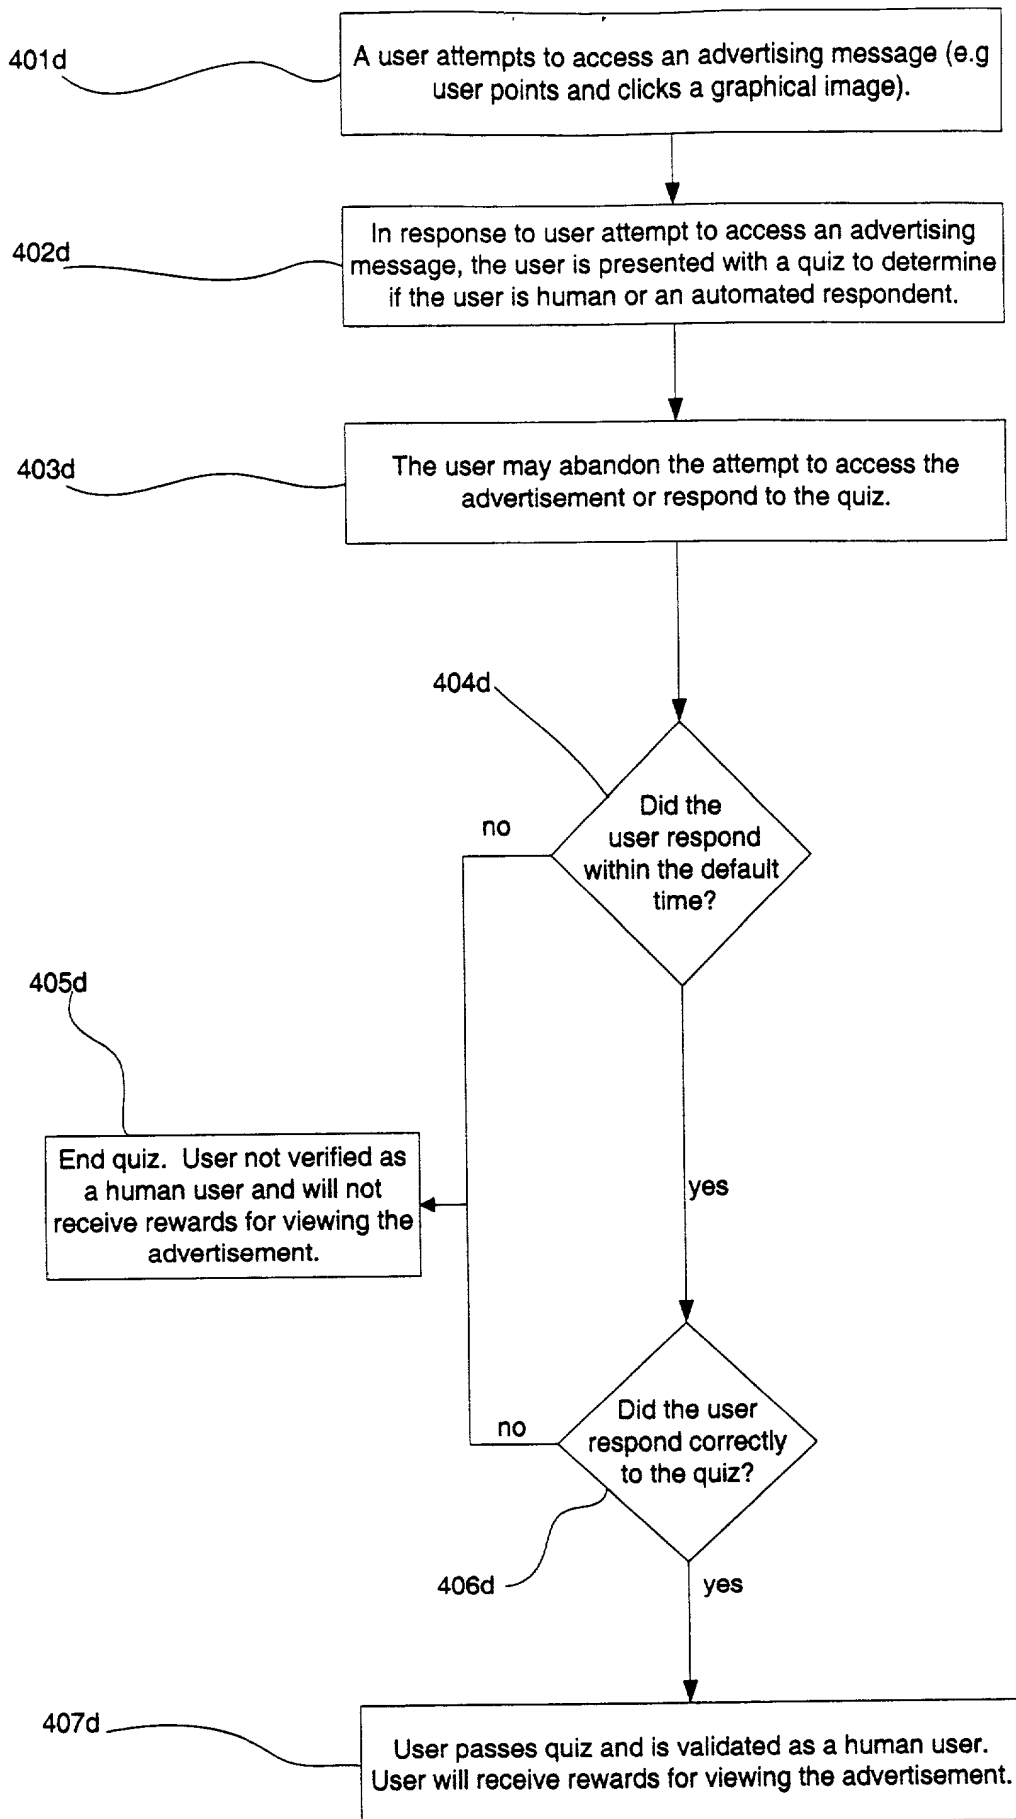 401d
A user attempts to access an advertising message (e.g
user points and clicks a graphical image).
402d
In response to user attempt to access an advertising
message, the user is presented with a quiz to determine
if the user is human or an automated respondent.
403d
The user may abandon the attempt to access the
advertisement or respond to the quiz.
404d
Did the
user respond
within the default
time?
no
405d
End quiz. User not verified as
a human user and will not
receive rewards for viewing the
advertisement.
yes
Did the user
respond correctly
to the quiz?
no
406d
yes
407d
User passes quiz and is validated as a human user.
User will receive rewards for viewing the advertisement.